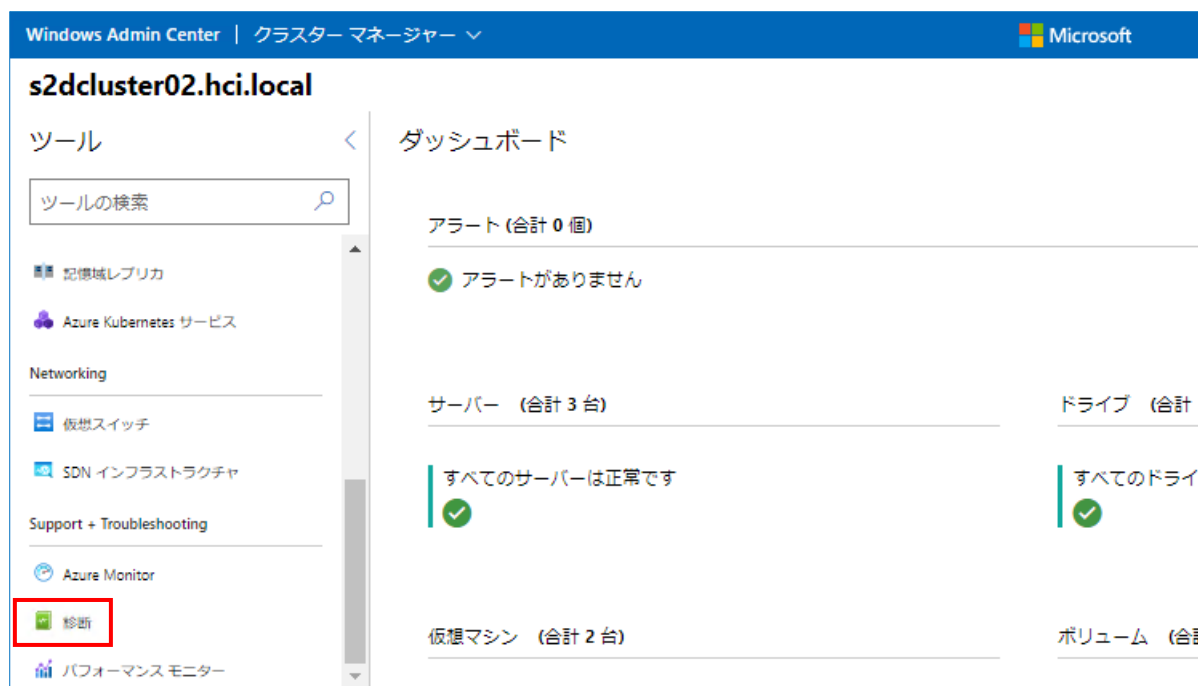 Windows Admin Center | クラスター マネージャー
Microsoft
s2dcluster02.hci.local
ツール
ツールの検索
記憶域レプリカ
Azure Kubernetes サービス
Networking
仮想スイッチ
SDN インフラストラクチャ
Support + Troubleshooting
Azure Monitor
診断
パフォーマンス モニター
ダッシュボード
アラート (合計 0 個)
アラートがありません
サーバー (合計 3 台)
すべてのサーバーは正常です
ドライブ (合計
すべてのドライ
仮想マシン (合計 2 台)
ボリューム (合計